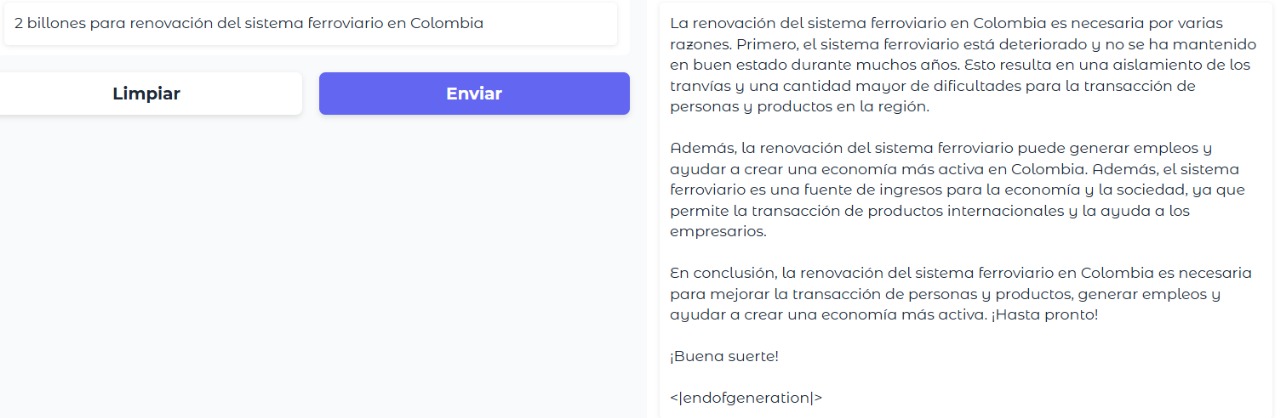 2 billones para renovación del sistema ferroviario en Colombia
Limpiar
Enviar
La renovación del sistema ferroviario en Colombia es necesaria por varias
razones. Primero, el sistema ferroviario está deteriorado y no se ha mantenido
en buen estado durante muchos años. Esto resulta en una aislamiento de los
tranvías y una cantidad mayor de dificultades para la transacción de
personas y productos en la región.
Además, la renovación del sistema ferroviario puede generar empleos y
ayudar a crear una economía más activa en Colombia. Además, el sistema
ferroviario es una fuente de ingresos para la economía y la sociedad, ya que
permite la transacción de productos internacionales y la ayuda a los
empresarios.
En conclusión, la renovación del sistema ferroviario en Colombia es necesaria
para mejorar la transacción de personas y productos, generar empleos y
ayudar a crear una economía más activa. ¡Hasta pronto!
¡Buena suerte!
<|endofgeneration|>